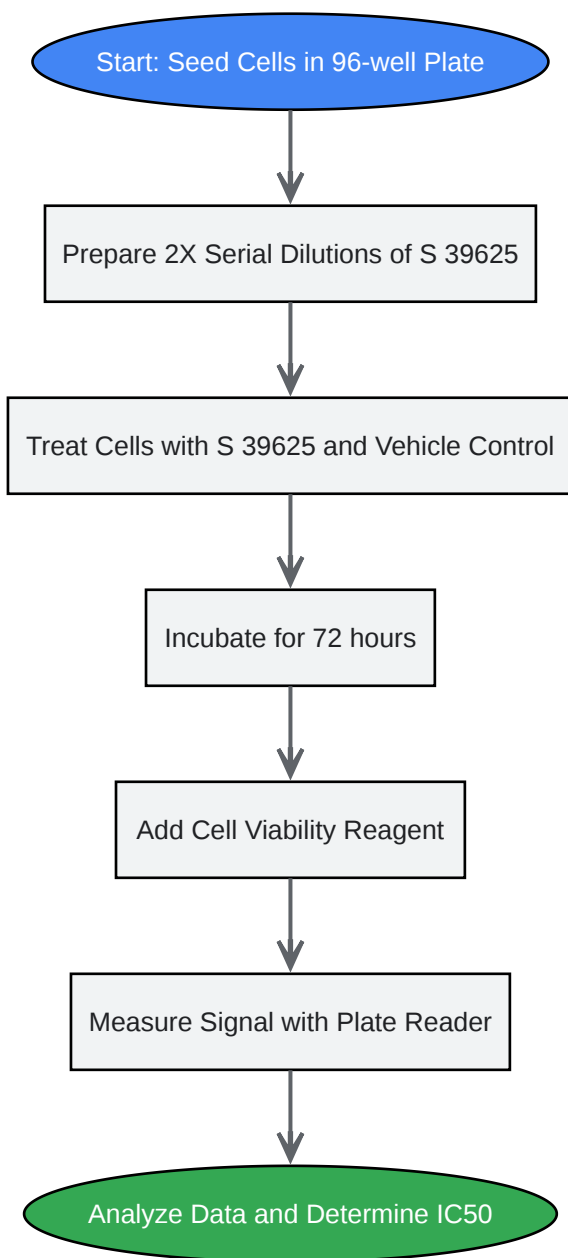 Start: Seed Cells in 96-well Plate
Prepare 2X Serial Dilutions of S 39625
Treat Cells with S 39625 and Vehicle Control
Incubate for 72 hours
Add Cell Viability Reagent
Measure Signal with Plate Reader
Analyze Data and Determine IC50